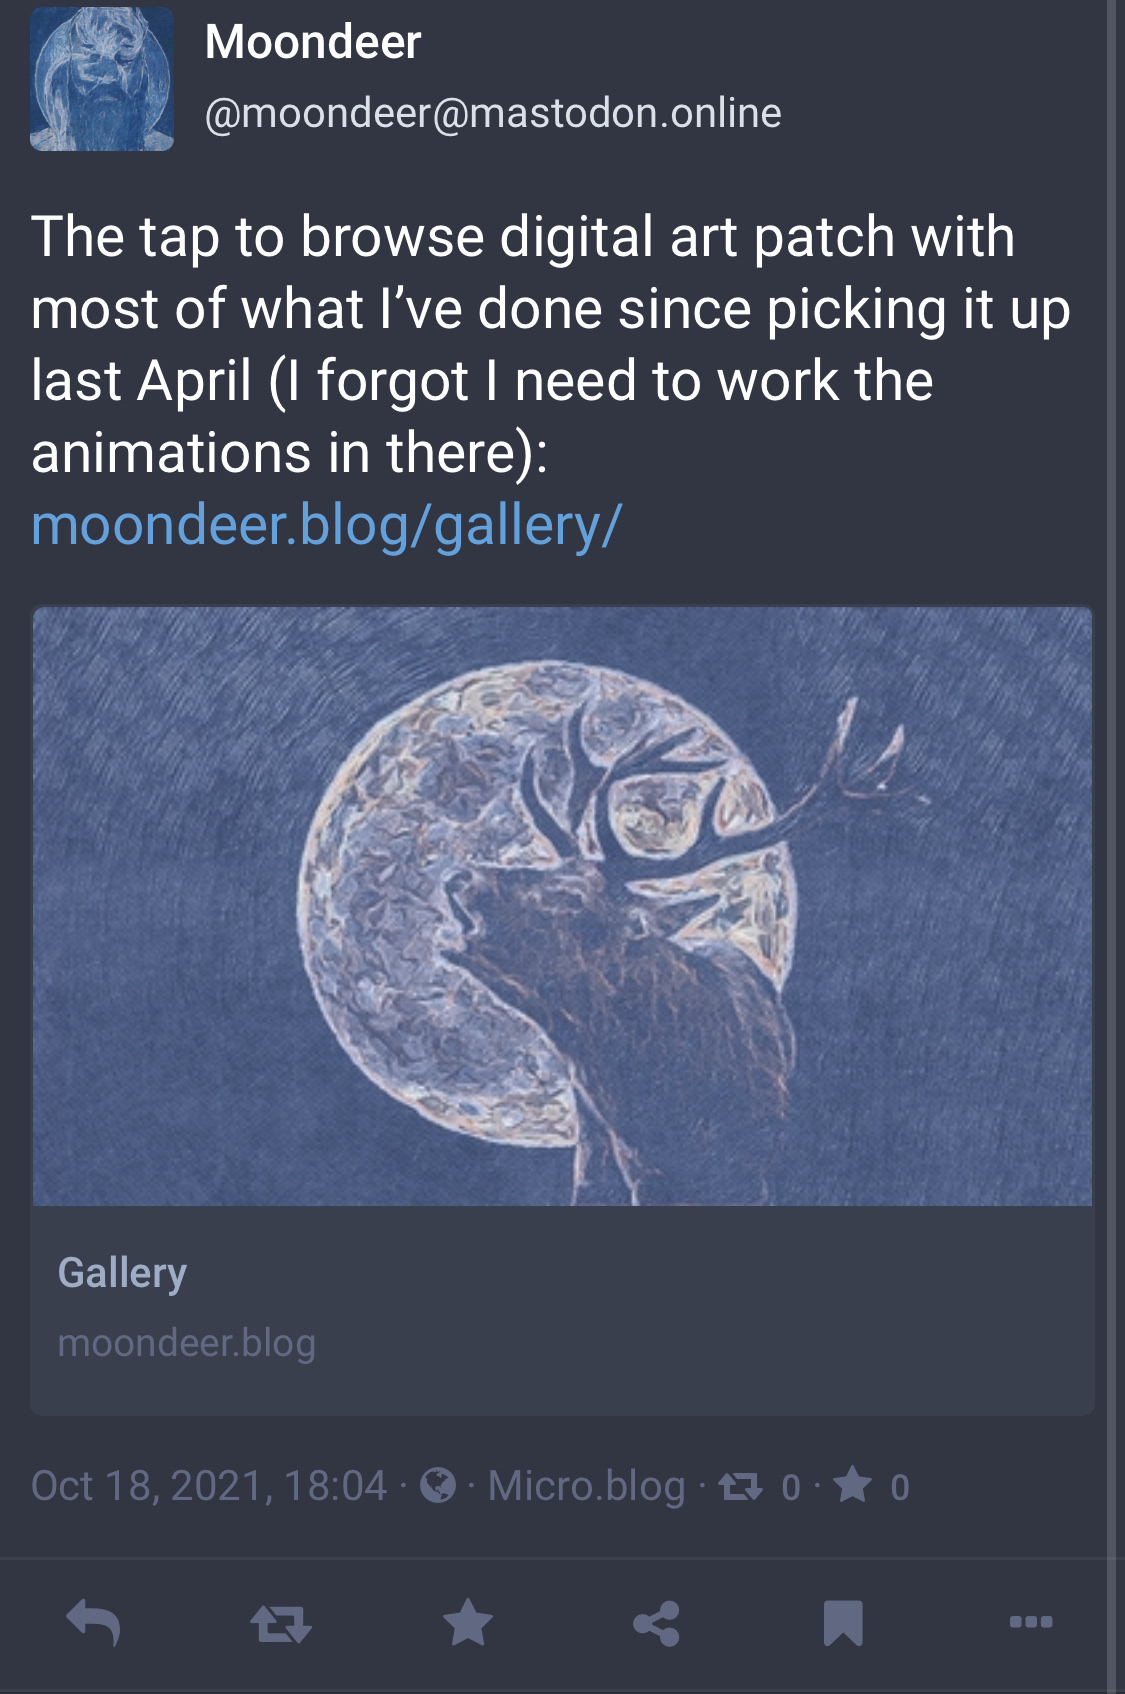 Moondeer
@moondeer@mastodon.online
The tap to browse digital art patch with
most of what I’ve done since picking it up
last April (I forgot I need to work the
animations in there):
moondeer.blog/gallery/
Gallery
moondeer.blog
Oct 18, 2021, 18:04 · · Micro.blog · 0 · 0